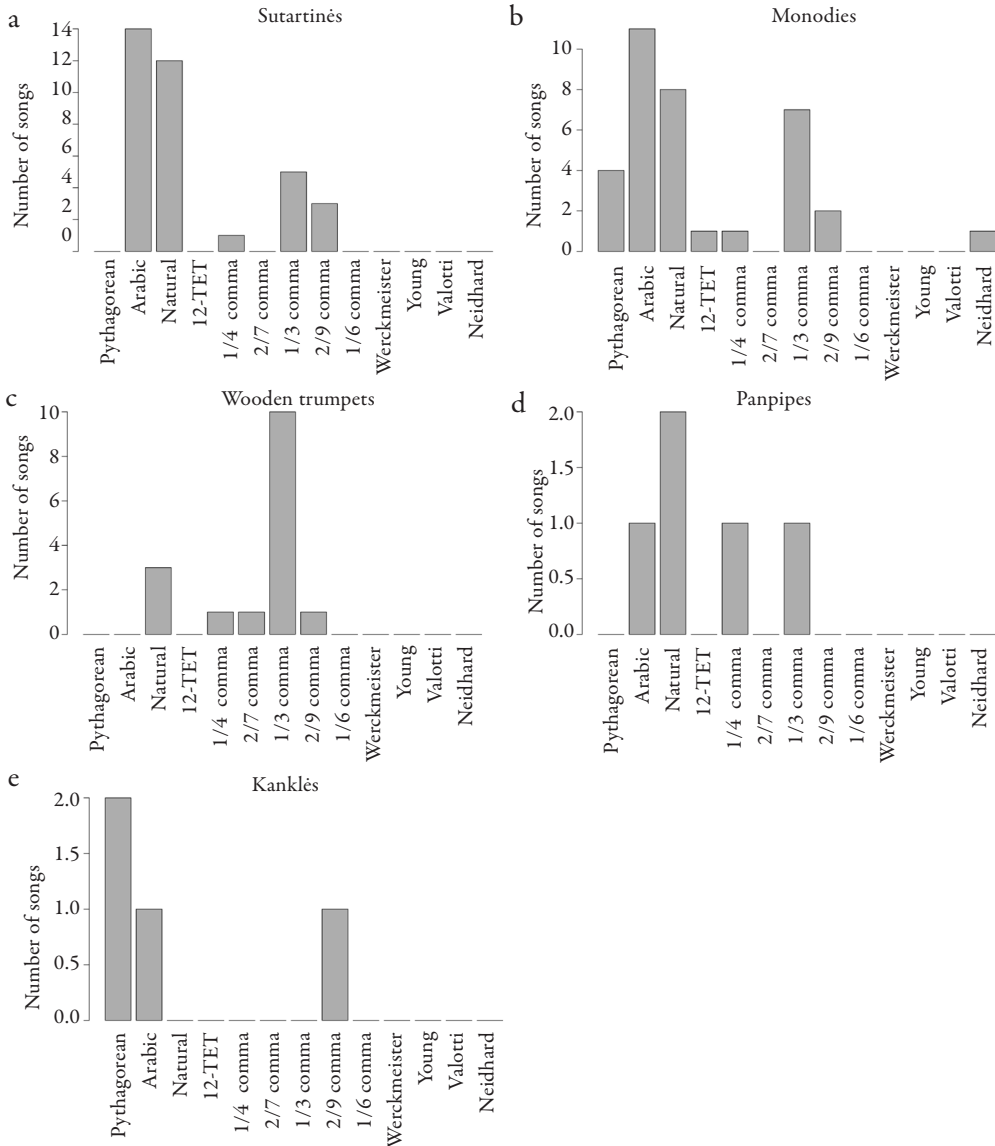 a
Sutartinės
Number of songs
14
12
10
8
6
4
2
0
Pythagorean
Arabic
Natural
12-TET
1/4 comma
2/7 comma
1/3 comma
2/9 comma
1/6 comma
Werckmeister
Young
Valotti
Neidhard
b
Monodies
Number of songs
10
8
6
4
2
0
Pythagorean
Arabic
Natural
12-TET
1/4 comma
2/7 comma
1/3 comma
2/9 comma
1/6 comma
Werckmeister
Young
Valotti
Neidhard
c
Wooden trumpets
Number of songs
10
8
6
4
2
0
Pythagorean
Arabic
Natural
12-TET
1/4 comma
2/7 comma
1/3 comma
2/9 comma
1/6 comma
Werckmeister
Young
Valotti
Neidhard
d
Panpipes
Number of songs
2.0
1.5
1.0
0.5
0.0
Pythagorean
Arabic
Natural
12-TET
1/4 comma
2/7 comma
1/3 comma
2/9 comma
1/6 comma
Werckmeister
Young
Valotti
Neidhard
e
Kanklės
Number of songs
2.0
1.5
1.0
0.5
0.0
Pythagorean
Arabic
Natural
12-TET
1/4 comma
2/7 comma
1/3 comma
2/9 comma
1/6 comma
Werckmeister
Young
Valotti
Neidhard